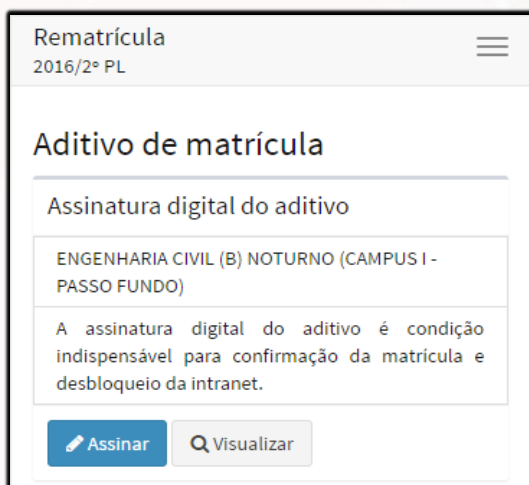 Rematrícula
2016/2º PL
Aditivo de matrícula
Assinatura digital do aditivo
ENGENHARIA CIVIL (B) NOTURNO (CAMPUS I -
PASSO FUNDO)
A assinatura digital do aditivo é condição
indispensável para confirmação da matrícula e
desbloqueio da intranet.
Assinar Visualizar